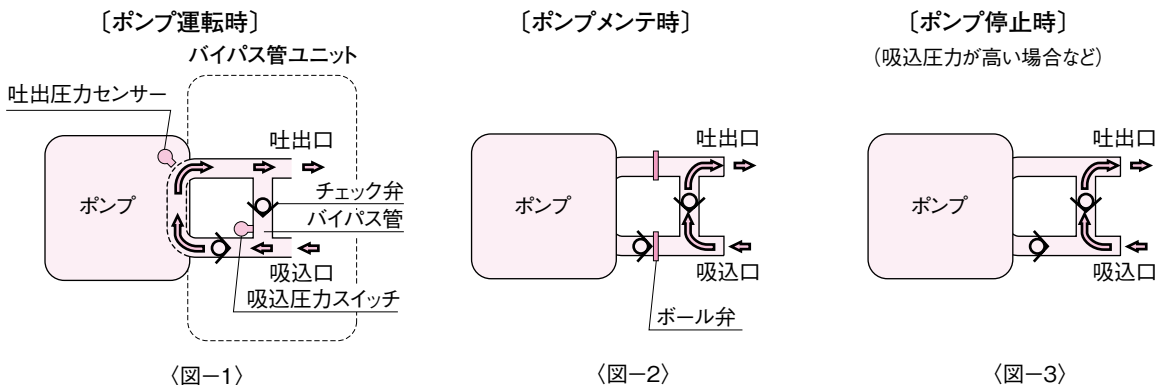 〔ポンプ運転時〕
バイパス管ユニット
吐出圧力センサー
吐出口
ポンプ
チェック弁
バイパス管
吸込口
吸込圧力スイッチ
〈図－1〉
〔ポンプメンテ時〕
吐出口
ポンプ
吸込口
ボール弁
〈図－2〉
〔ポンプ停止時〕
（吸込圧力が高い場合など）
吐出口
ポンプ
吸込口
〈図－3〉